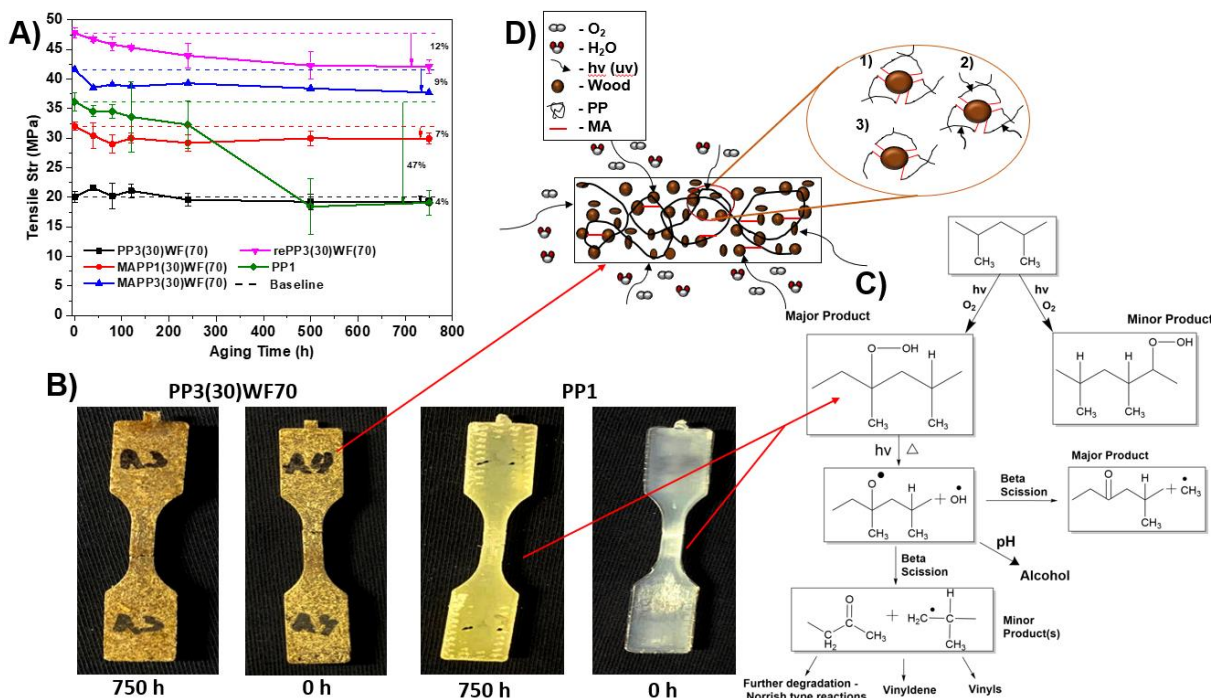 A)
50
45
40
35
30
25
20
15
10
5
0
Tensile Str (MPa)
12%
9%
7%
47%
4%
PP3(30)WF(70)
MAPP1(30)WF(70)
MAPP3(30)WF(70)
rePP3(30)WF(70)
PP1
Baseline
0 100 200 300 400 500 600 700 800
Aging Time (h)
D)
- O2
- H2O
- hv (uv)
- Wood
- PP
- MA
1)
2)
3)
B)
PP3(30)WF70
PP1
A3
A3
A4
A4
750 h
0 h
750 h
0 h
C)
CH3 CH3
hv
O2
hv
O2
Major Product
O OH
H
CH3 CH3
Minor Product
O OH
H H
CH3
hv △
O•
H
+ •OH
CH3 CH3
Beta
Scission
Major Product
O
H
+ •CH3
CH3
pH
Alcohol
Beta
Scission
O
C
C
H2
CH3
+
H2C•
H
CH3
Minor
Product(s)
Further degradation -
Norrish type reactions
Vinyldene
Vinyls